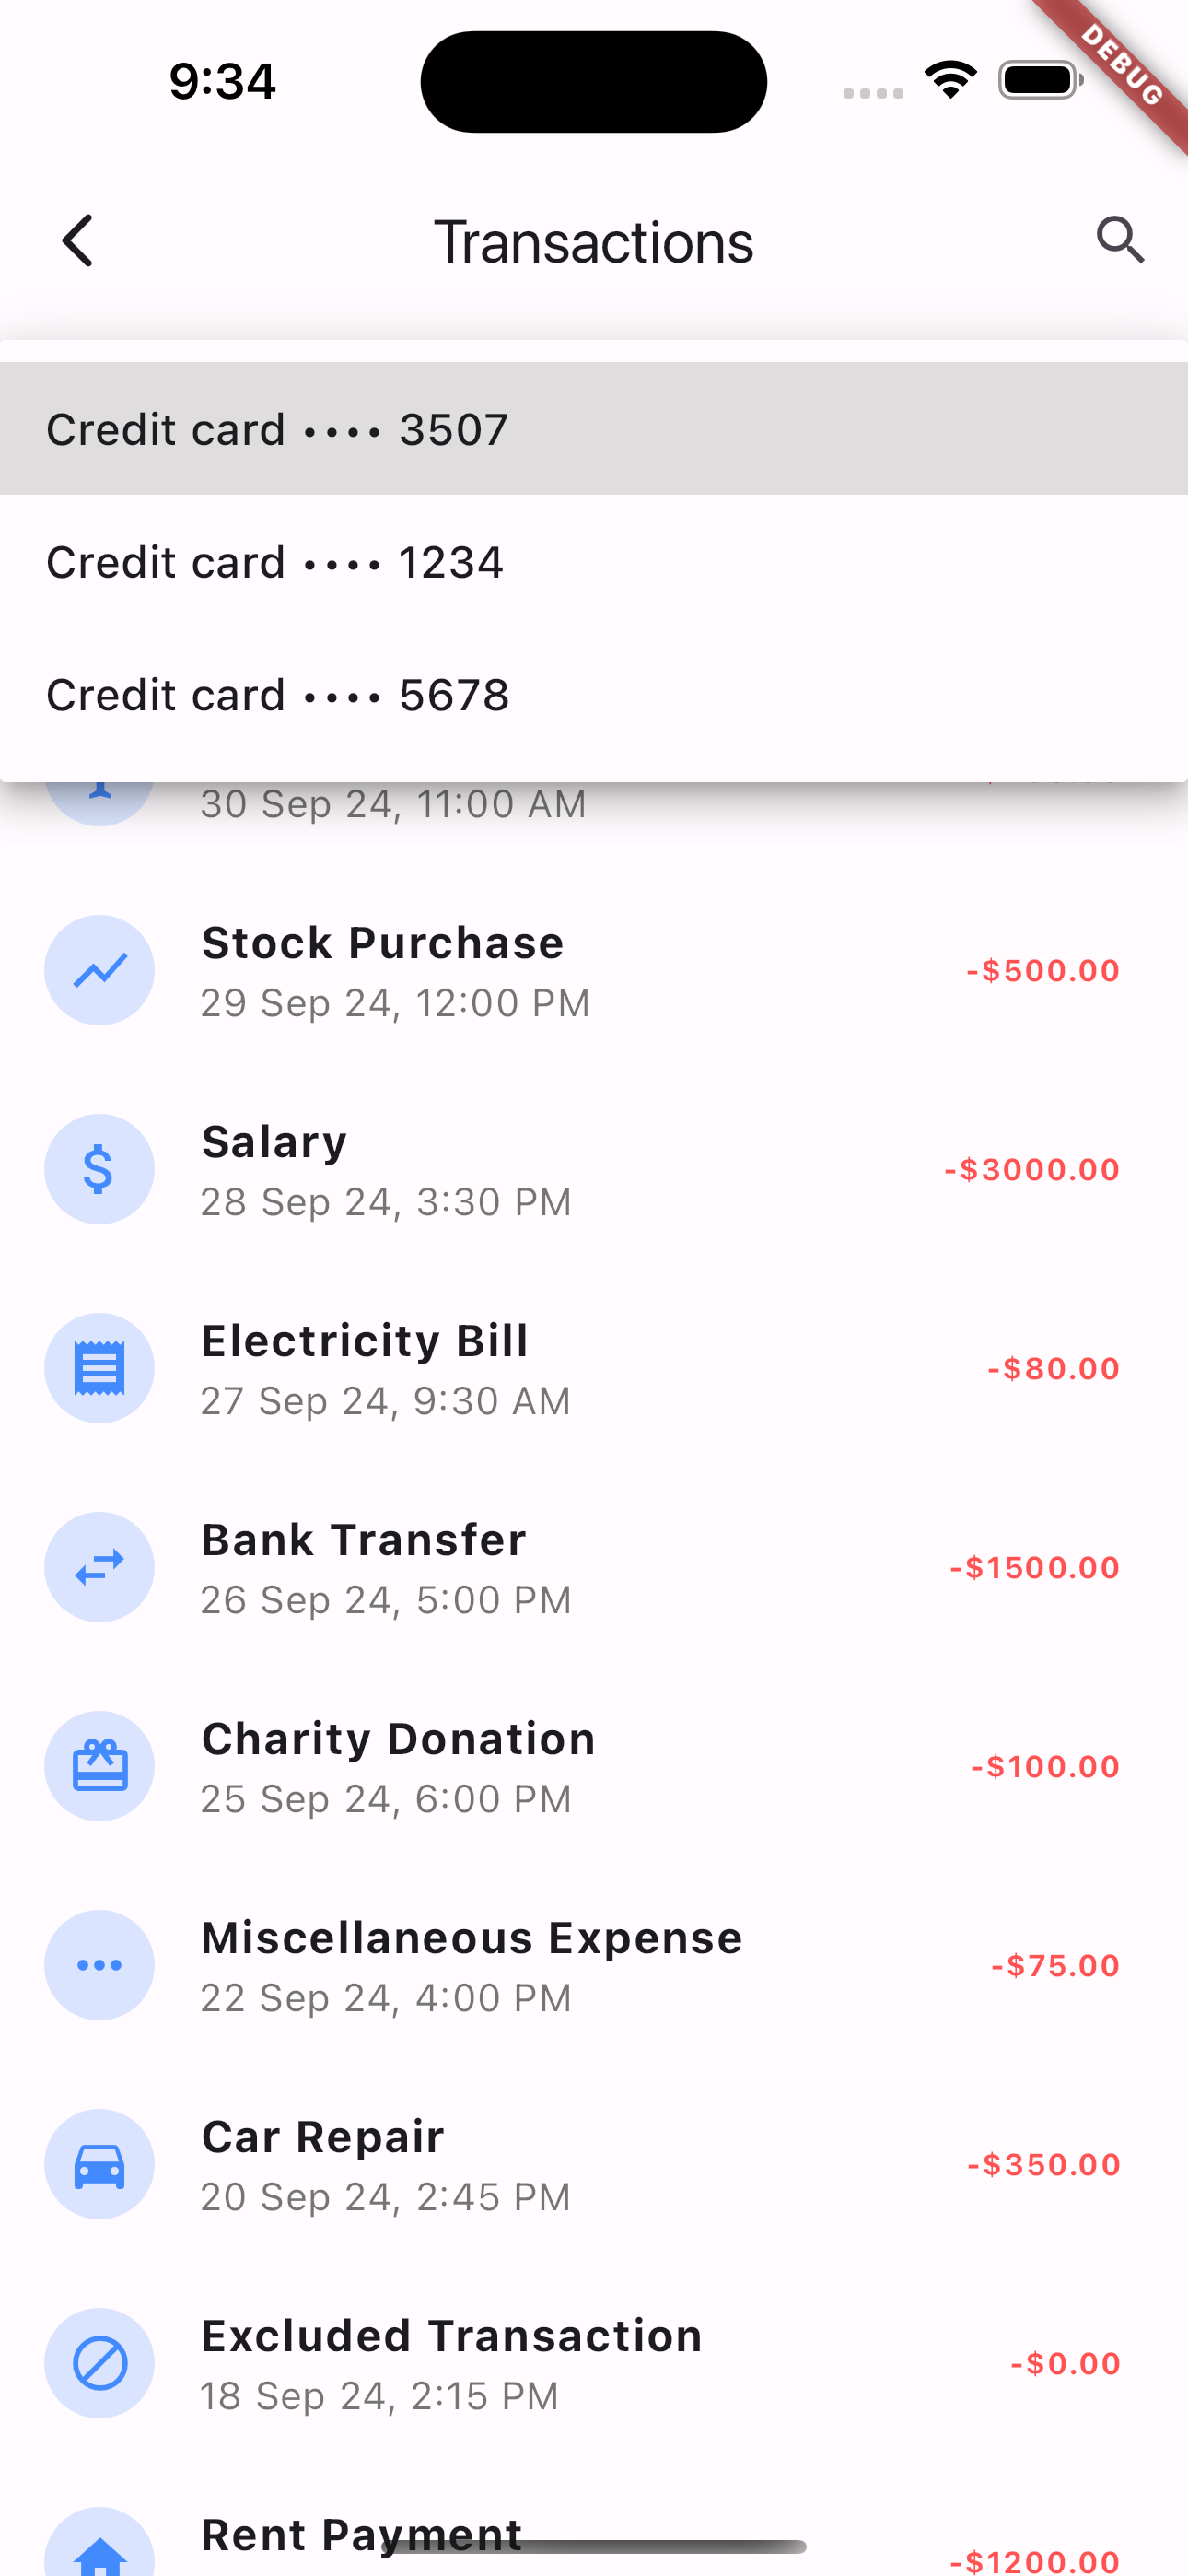 9:34
DEBUG
Transactions
Credit card •••• 3507
Credit card •••• 1234
Credit card •••• 5678
30 Sep 24, 11:00 AM
Stock Purchase
-$500.00
29 Sep 24, 12:00 PM
Salary
-$3000.00
28 Sep 24, 3:30 PM
Electricity Bill
-$80.00
27 Sep 24, 9:30 AM
Bank Transfer
-$1500.00
26 Sep 24, 5:00 PM
Charity Donation
-$100.00
25 Sep 24, 6:00 PM
Miscellaneous Expense
-$75.00
22 Sep 24, 4:00 PM
Car Repair
-$350.00
20 Sep 24, 2:45 PM
Excluded Transaction
-$0.00
18 Sep 24, 2:15 PM
Rent Payment
-$1200.00